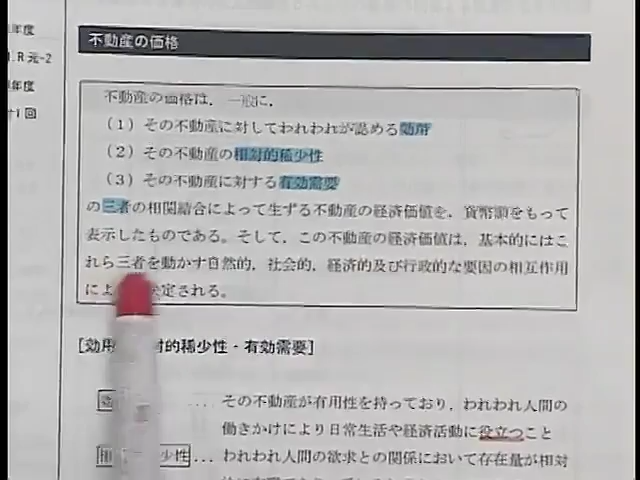 年度
1.R元-2
年度
1回
不動産の価格
不動産の価格は，一般に，
（1）その不動産に対してわれわれが認める効用
（2）その不動産の相対的稀少性
（3）その不動産に対する有効需要
の三者の相関結合によって生ずる不動産の経済価値を，貨幣額をもって
表示したものである。そして，この不動産の経済価値は，基本的にはこ
れら三者を動かす自然的，社会的，経済的及び行政的な要因の相互作用
によ 決定される。
[効用 対的稀少性・有効需要]
.... その不動産が有用性を持っており，われわれ人間の
働きかけにより日常生活や経済活動に役立つこと
相 少性 ... われわれ人間の欲求との関係において存在量が相対